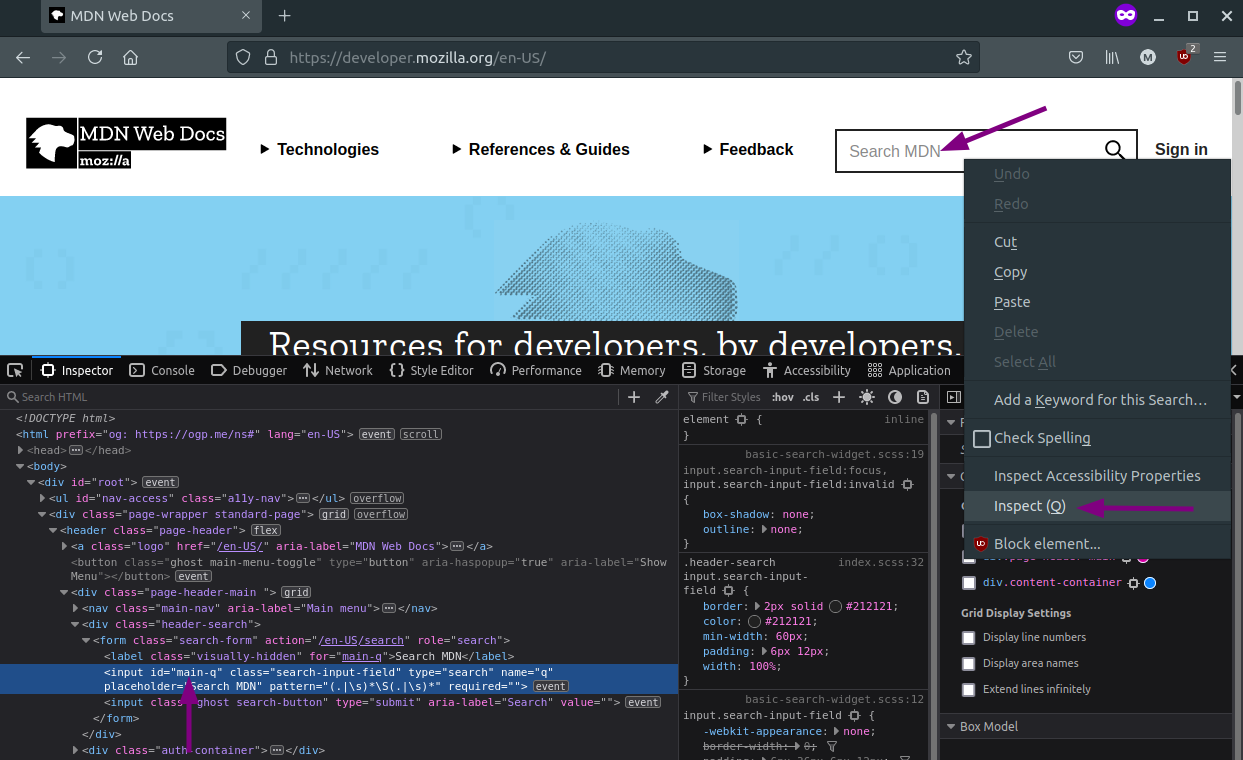 MDN Web Docs
2
https://developer.mozilla.org/en-US/
M
MDN Web Docs
moz://a
Technologies
References & Guides
Feedback
Search MDN
Sign in
Resources for developers, by developers.
Undo
Redo
Cut
Copy
Paste
Delete
Select All
Add a Keyword for this Search…
Check Spelling
Inspect Accessibility Properties
Inspect (Q)
Block element...
Inspector
Console
Debugger
Network
Style Editor
Performance
Memory
Storage
Accessibility
Application
Search HTML
<!DOCTYPE html>
<html prefix="og: https://ogp.me/ns#" lang="en-US"> event scroll
<head></head>
<body>
<div id="root"> event
<ul id="nav-access" class="a11y-nav"></ul> overflow
<div class="page-wrapper standard-page"> grid overflow
<header class="page-header"> flex
<a class="logo" href="/en-US/" aria-label="MDN Web Docs"></a>
<button class="ghost main-menu-toggle" type="button" aria-haspopup="true" aria-label="Show
Menu"></button> event
<div class="page-header-main "> grid
<nav class="main-nav" aria-label="Main menu"></nav>
<div class="header-search">
<form class="search-form" action="/en-US/search" role="search">
<label class="visually-hidden" for="main-q">Search MDN</label>
<input id="main-q" class="search-input-field" type="search" name="q"
placeholder="Search MDN" pattern="(.|\s)*\S(.|\s)*" required=""> event
<input class="ghost search-button" type="submit" aria-label="Search" value=""> event
</form>
</div>
<div class="auth-container"></div>
Filter Styles
:hov .cls
element { inline
}
basic-search-widget.scss:19
input.search-input-field:focus,
input.search-input-field:invalid
{
box-shadow: none;
outline: none;
}
.header-search index.scss:32
input.search-input-
field {
border: 2px solid #212121;
color: #212121;
min-width: 60px;
padding: 6px 12px;
width: 100%;
}
basic-search-widget.scss:12
input.search-input-field {
-webkit-appearance: none;
border-width: 0;
div.content-container
Grid Display Settings
Display line numbers
Display area names
Extend lines infinitely
Box Model